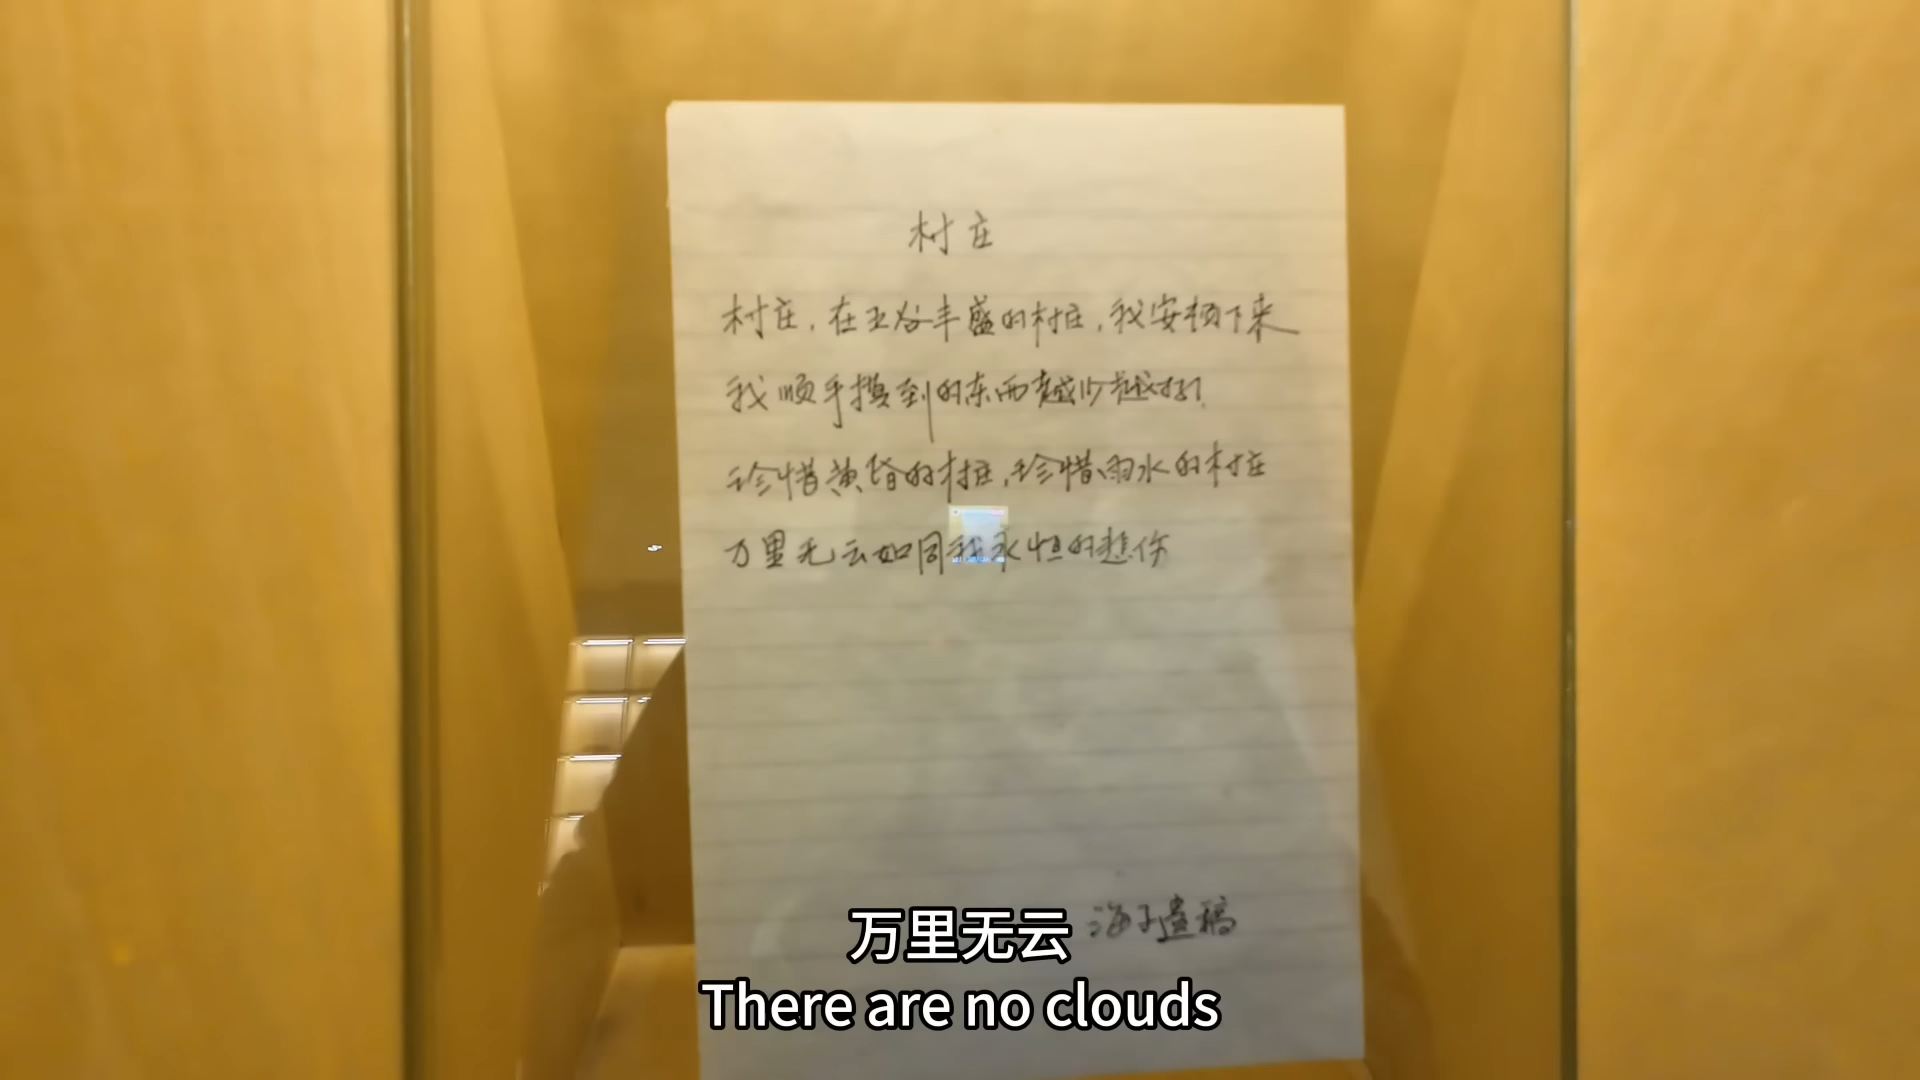 村庄
村庄，在五谷丰盛的村庄，我安顿下来
我顺手摸到的东西越少越好！
珍惜黄昏的村庄，珍惜雨水的村庄
万里无云如同我永恒的悲伤
海子遗稿
万里无云
There are no clouds